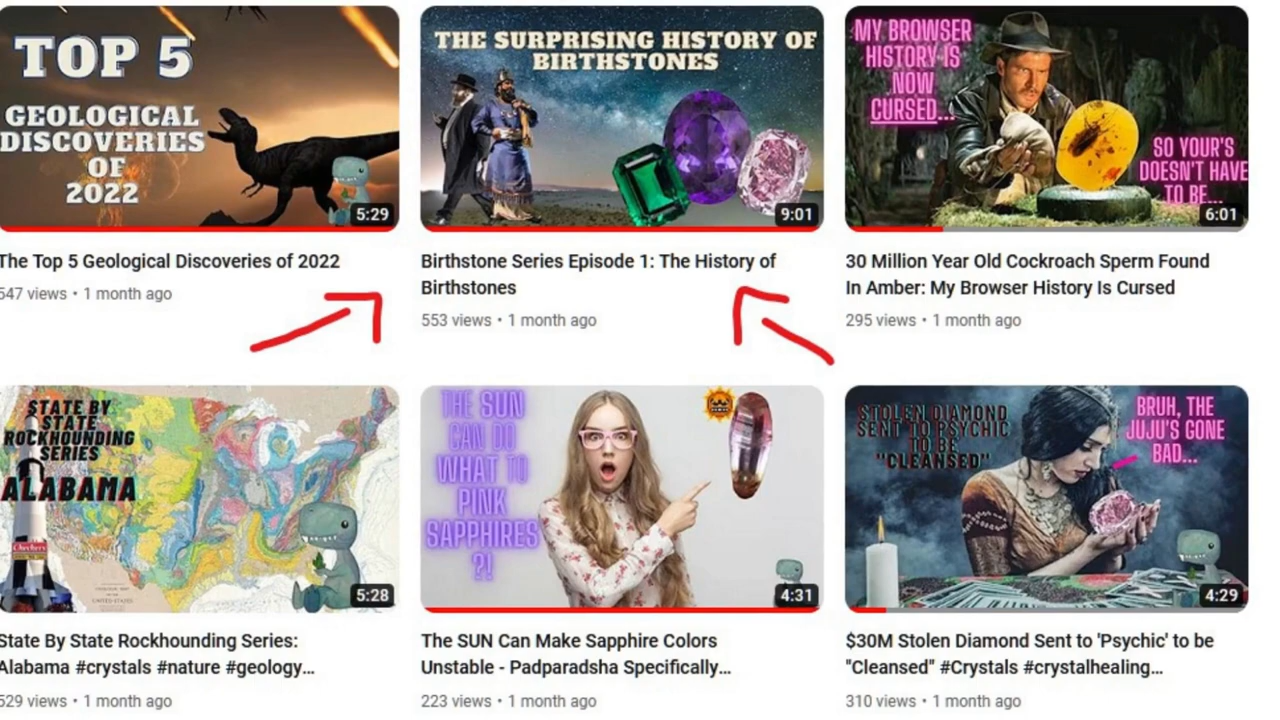 TOP 5
GEOLOGICAL
DISCOVERIES
OF
2022
5:29
The Top 5 Geological Discoveries of 2022
547 views • 1 month ago
THE SURPRISING HISTORY OF
BIRTHSTONES
9:01
Birthstone Series Episode 1: The History of
Birthstones
553 views • 1 month ago
MY BROWSER
HISTORY IS
NOW
CURSED...
SO YOUR'S
DOESN'T HAVE
TO BE...
6:01
30 Million Year Old Cockroach Sperm Found
In Amber: My Browser History Is Cursed
295 views • 1 month ago
STATE BY
STATE
ROCKHOUNDING
SERIES
ALABAMA
Checkers
5:28
State By State Rockhounding Series:
Alabama #crystals #nature #geology...
529 views • 1 month ago
THE SUN
CAN DO
WHAT TO
PINK
SAPPHIRES
?!
4:31
The SUN Can Make Sapphire Colors
Unstable - Padparadsha Specifically...
223 views • 1 month ago
STOLEN DIAMOND
SENT TO PSYCHIC
TO BE
"CLEANSED"
BRUH, THE
JUJU'S GONE
BAD...
4:29
$30M Stolen Diamond Sent to 'Psychic' to be
"Cleansed" #Crystals #crystalhealing...
310 views • 1 month ago